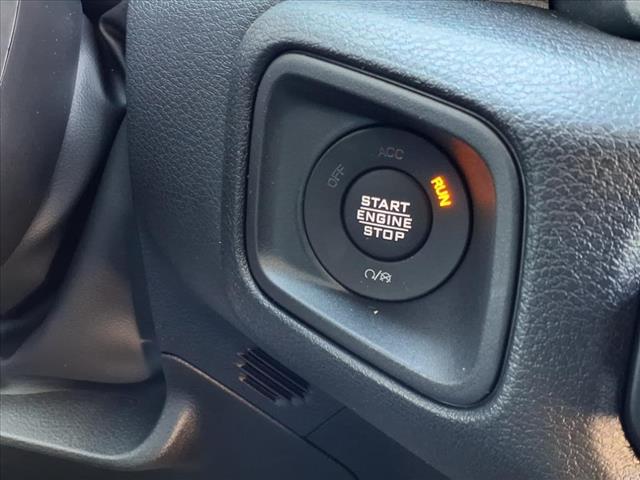 ACC
OFF
RUN
START
ENGINE
STOP